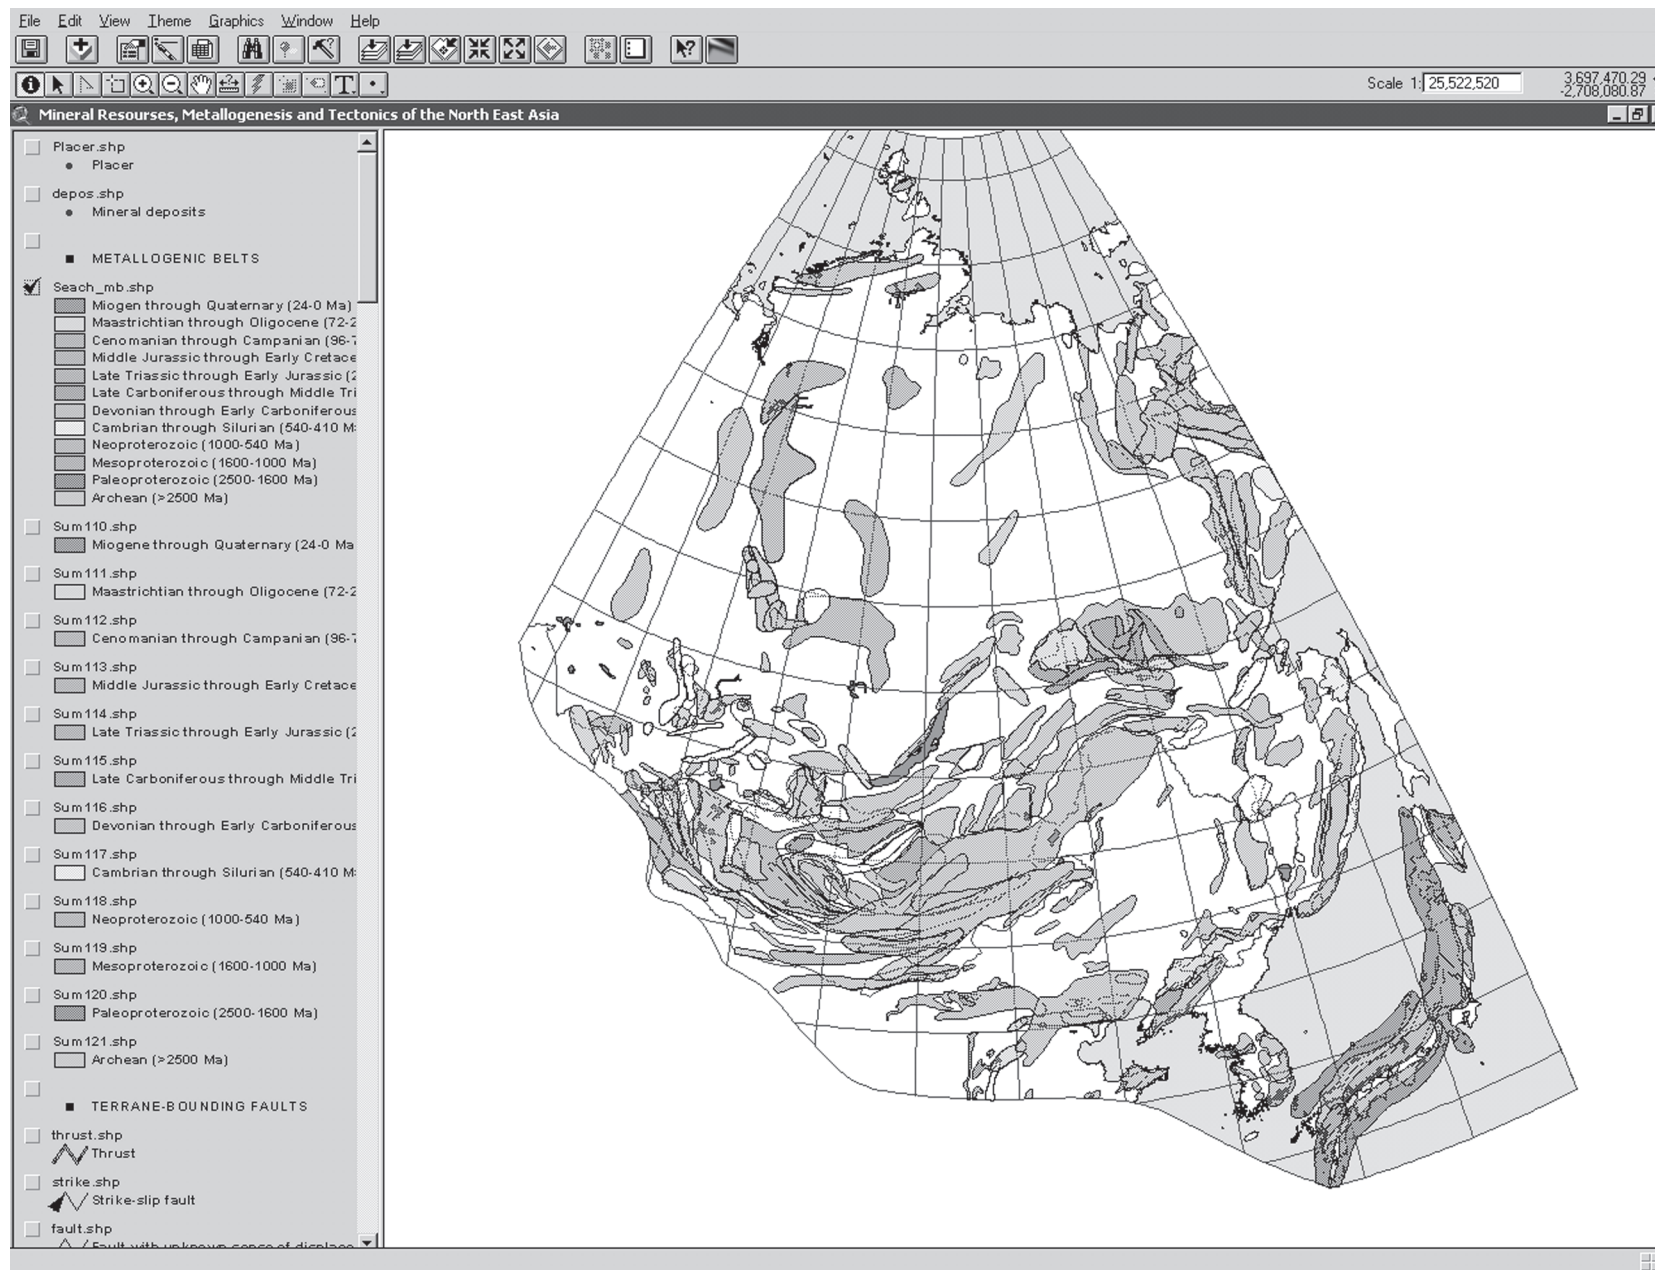 File Edit View Theme Graphics Window Help
Scale 1: 25,522,520
3,697,470.29
-2,708,080.87
Mineral Resourses, Metallogenesis and Tectonics of the North East Asia
Placer.shp
Placer
depos.shp
Mineral deposits
METALLOGENIC BELTS
Seach_mb.shp
Miogen through Quaternary (24-0 Ma)
Maastrichtian through Oligocene (72-2
Cenomanian through Campanian (96-7
Middle Jurassic through Early Cretace
Late Triassic through Early Jurassic (2
Late Carboniferous through Middle Tri
Devonian through Early Carboniferous
Cambrian through Silurian (540-410 M
Neoproterozoic (1000-540 Ma)
Mesoproterozoic (1600-1000 Ma)
Paleoproterozoic (2500-1600 Ma)
Archean (>2500 Ma)
Sum110.shp
Miogene through Quaternary (24-0 Ma
Sum111.shp
Maastrichtian through Oligocene (72-2
Sum112.shp
Cenomanian through Campanian (96-7
Sum113.shp
Middle Jurassic through Early Cretace
Sum114.shp
Late Triassic through Early Jurassic (2
Sum115.shp
Late Carboniferous through Middle Tri
Sum116.shp
Devonian through Early Carboniferous
Sum117.shp
Cambrian through Silurian (540-410 M
Sum118.shp
Neoproterozoic (1000-540 Ma)
Sum119.shp
Mesoproterozoic (1600-1000 Ma)
Sum120.shp
Paleoproterozoic (2500-1600 Ma)
Sum121.shp
Archean (>2500 Ma)
TERRANE-BOUNDING FAULTS
thrust.shp
Thrust
strike.shp
Strike-slip fault
fault.shp
Fault with unknown sense of displace